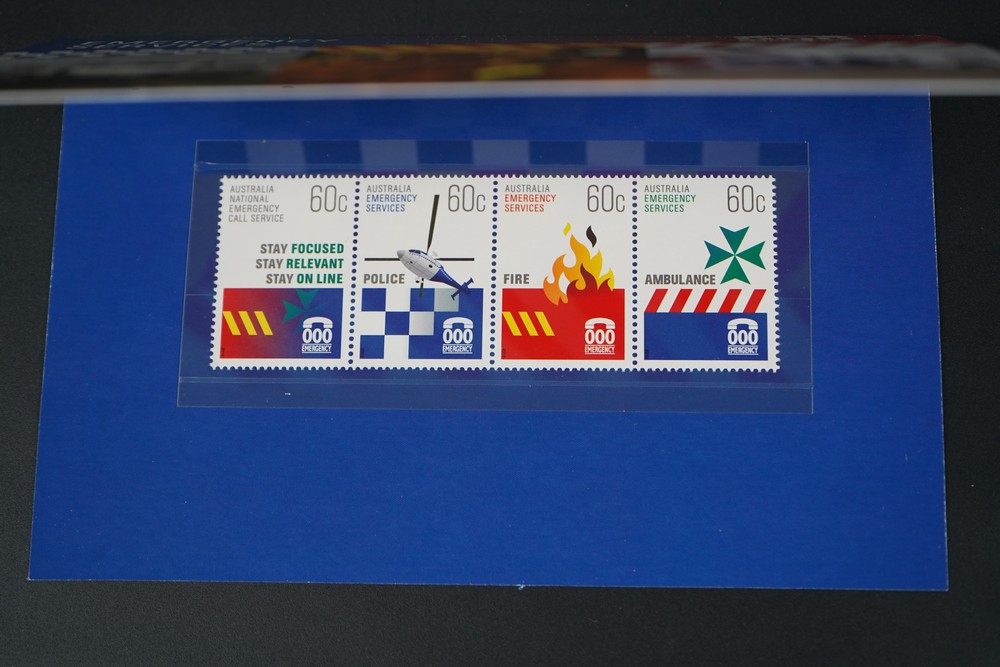 AUSTRALIA
NATIONAL
EMERGENCY
CALL SERVICE
60c
STAY FOCUSED
STAY RELEVANT
STAY ON LINE
000
EMERGENCY
AUSTRALIA
EMERGENCY
SERVICES
60c
POLICE
000
EMERGENCY
AUSTRALIA
EMERGENCY
SERVICES
60c
FIRE
000
EMERGENCY
AUSTRALIA
EMERGENCY
SERVICES
60c
AMBULANCE
000
EMERGENCY